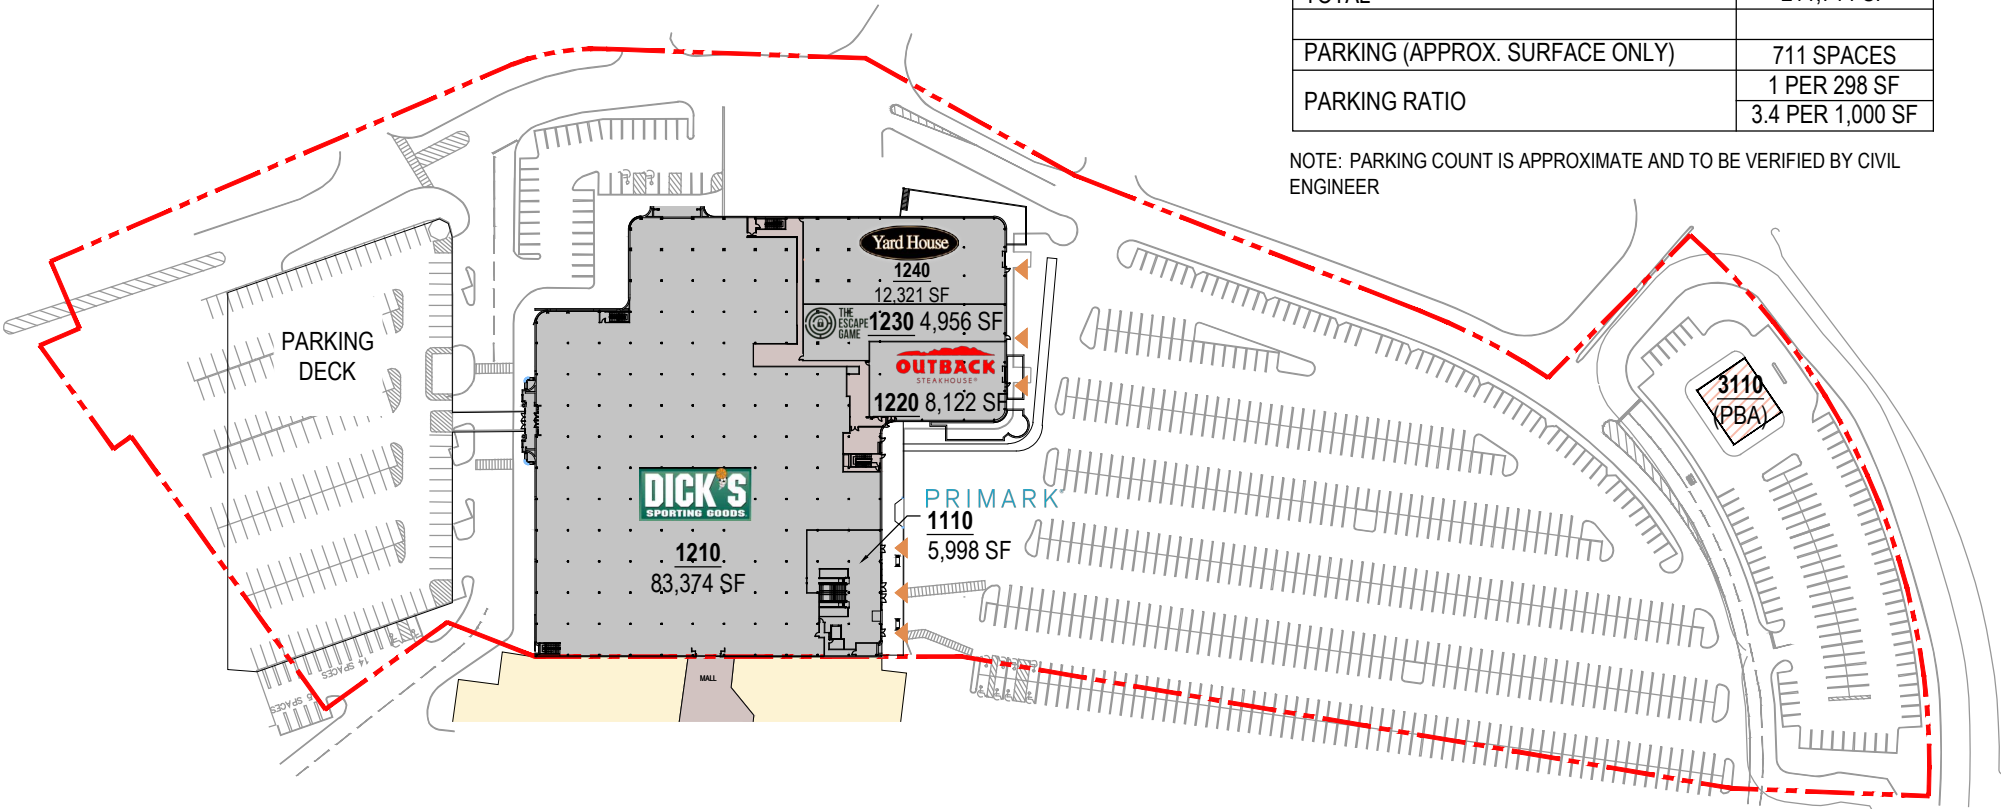 TOTAL
PARKING (APPROX. SURFACE ONLY)
711 SPACES
PARKING RATIO
1 PER 298 SF
3.4 PER 1,000 SF
NOTE: PARKING COUNT IS APPROXIMATE AND TO BE VERIFIED BY CIVIL
ENGINEER
Yard House
1240
12,321 SF
THE
ESCAPE
GAME
1230 4,956 SF
OUTBACK
STEAKHOUSE®
1220 8,122 SF
PARKING
DECK
3110
(PBA)
DICK'S
SPORTING GOODS
PRIMARK®
1110
5,998 SF
1210
83,374 SF
14 SPACES
SPACES
MALL